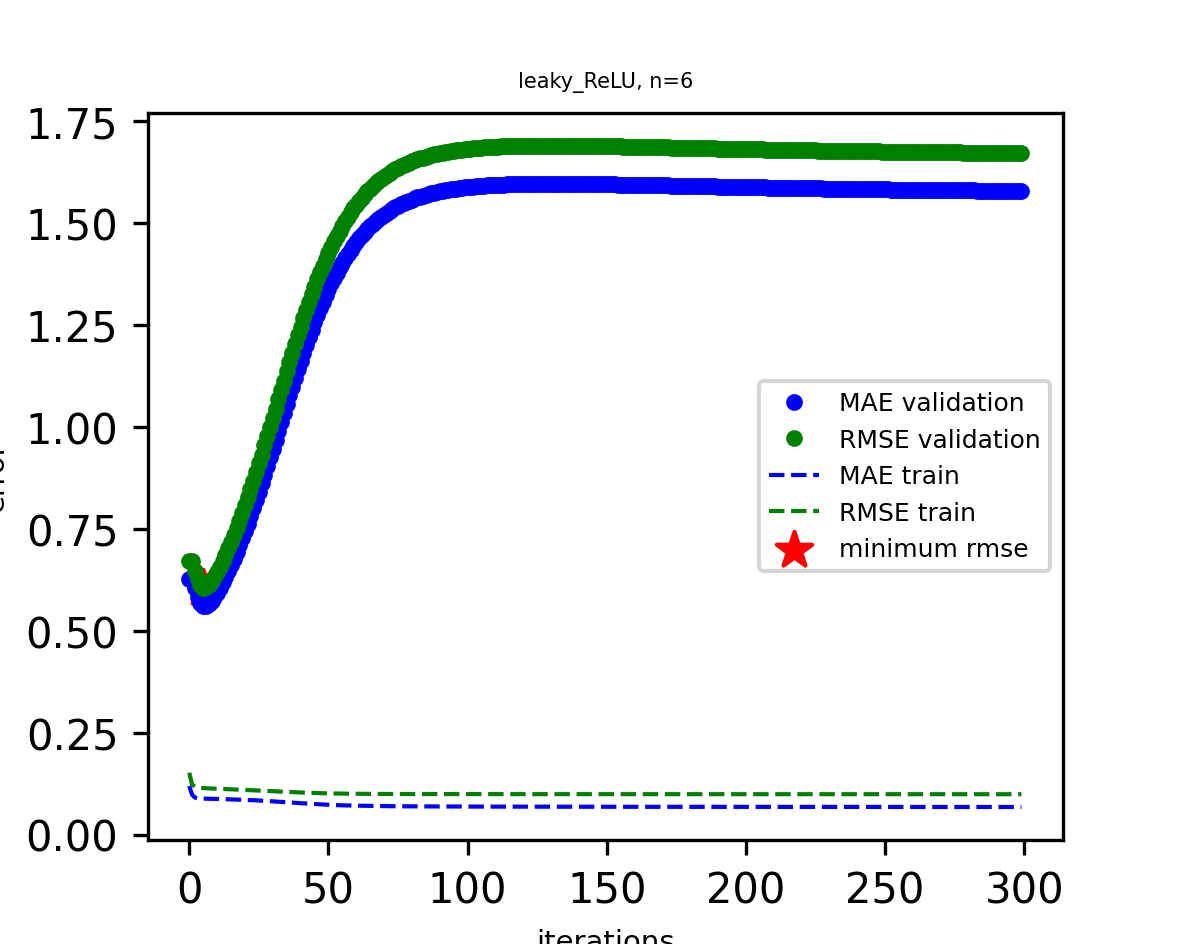 leaky_ReLU, n=6
1.75
1.50
1.25
1.00
0.75
0.50
0.25
0.00
MAE validation
RMSE validation
MAE train
RMSE train
minimum rmse
0 50 100 150 200 250 300
iterations